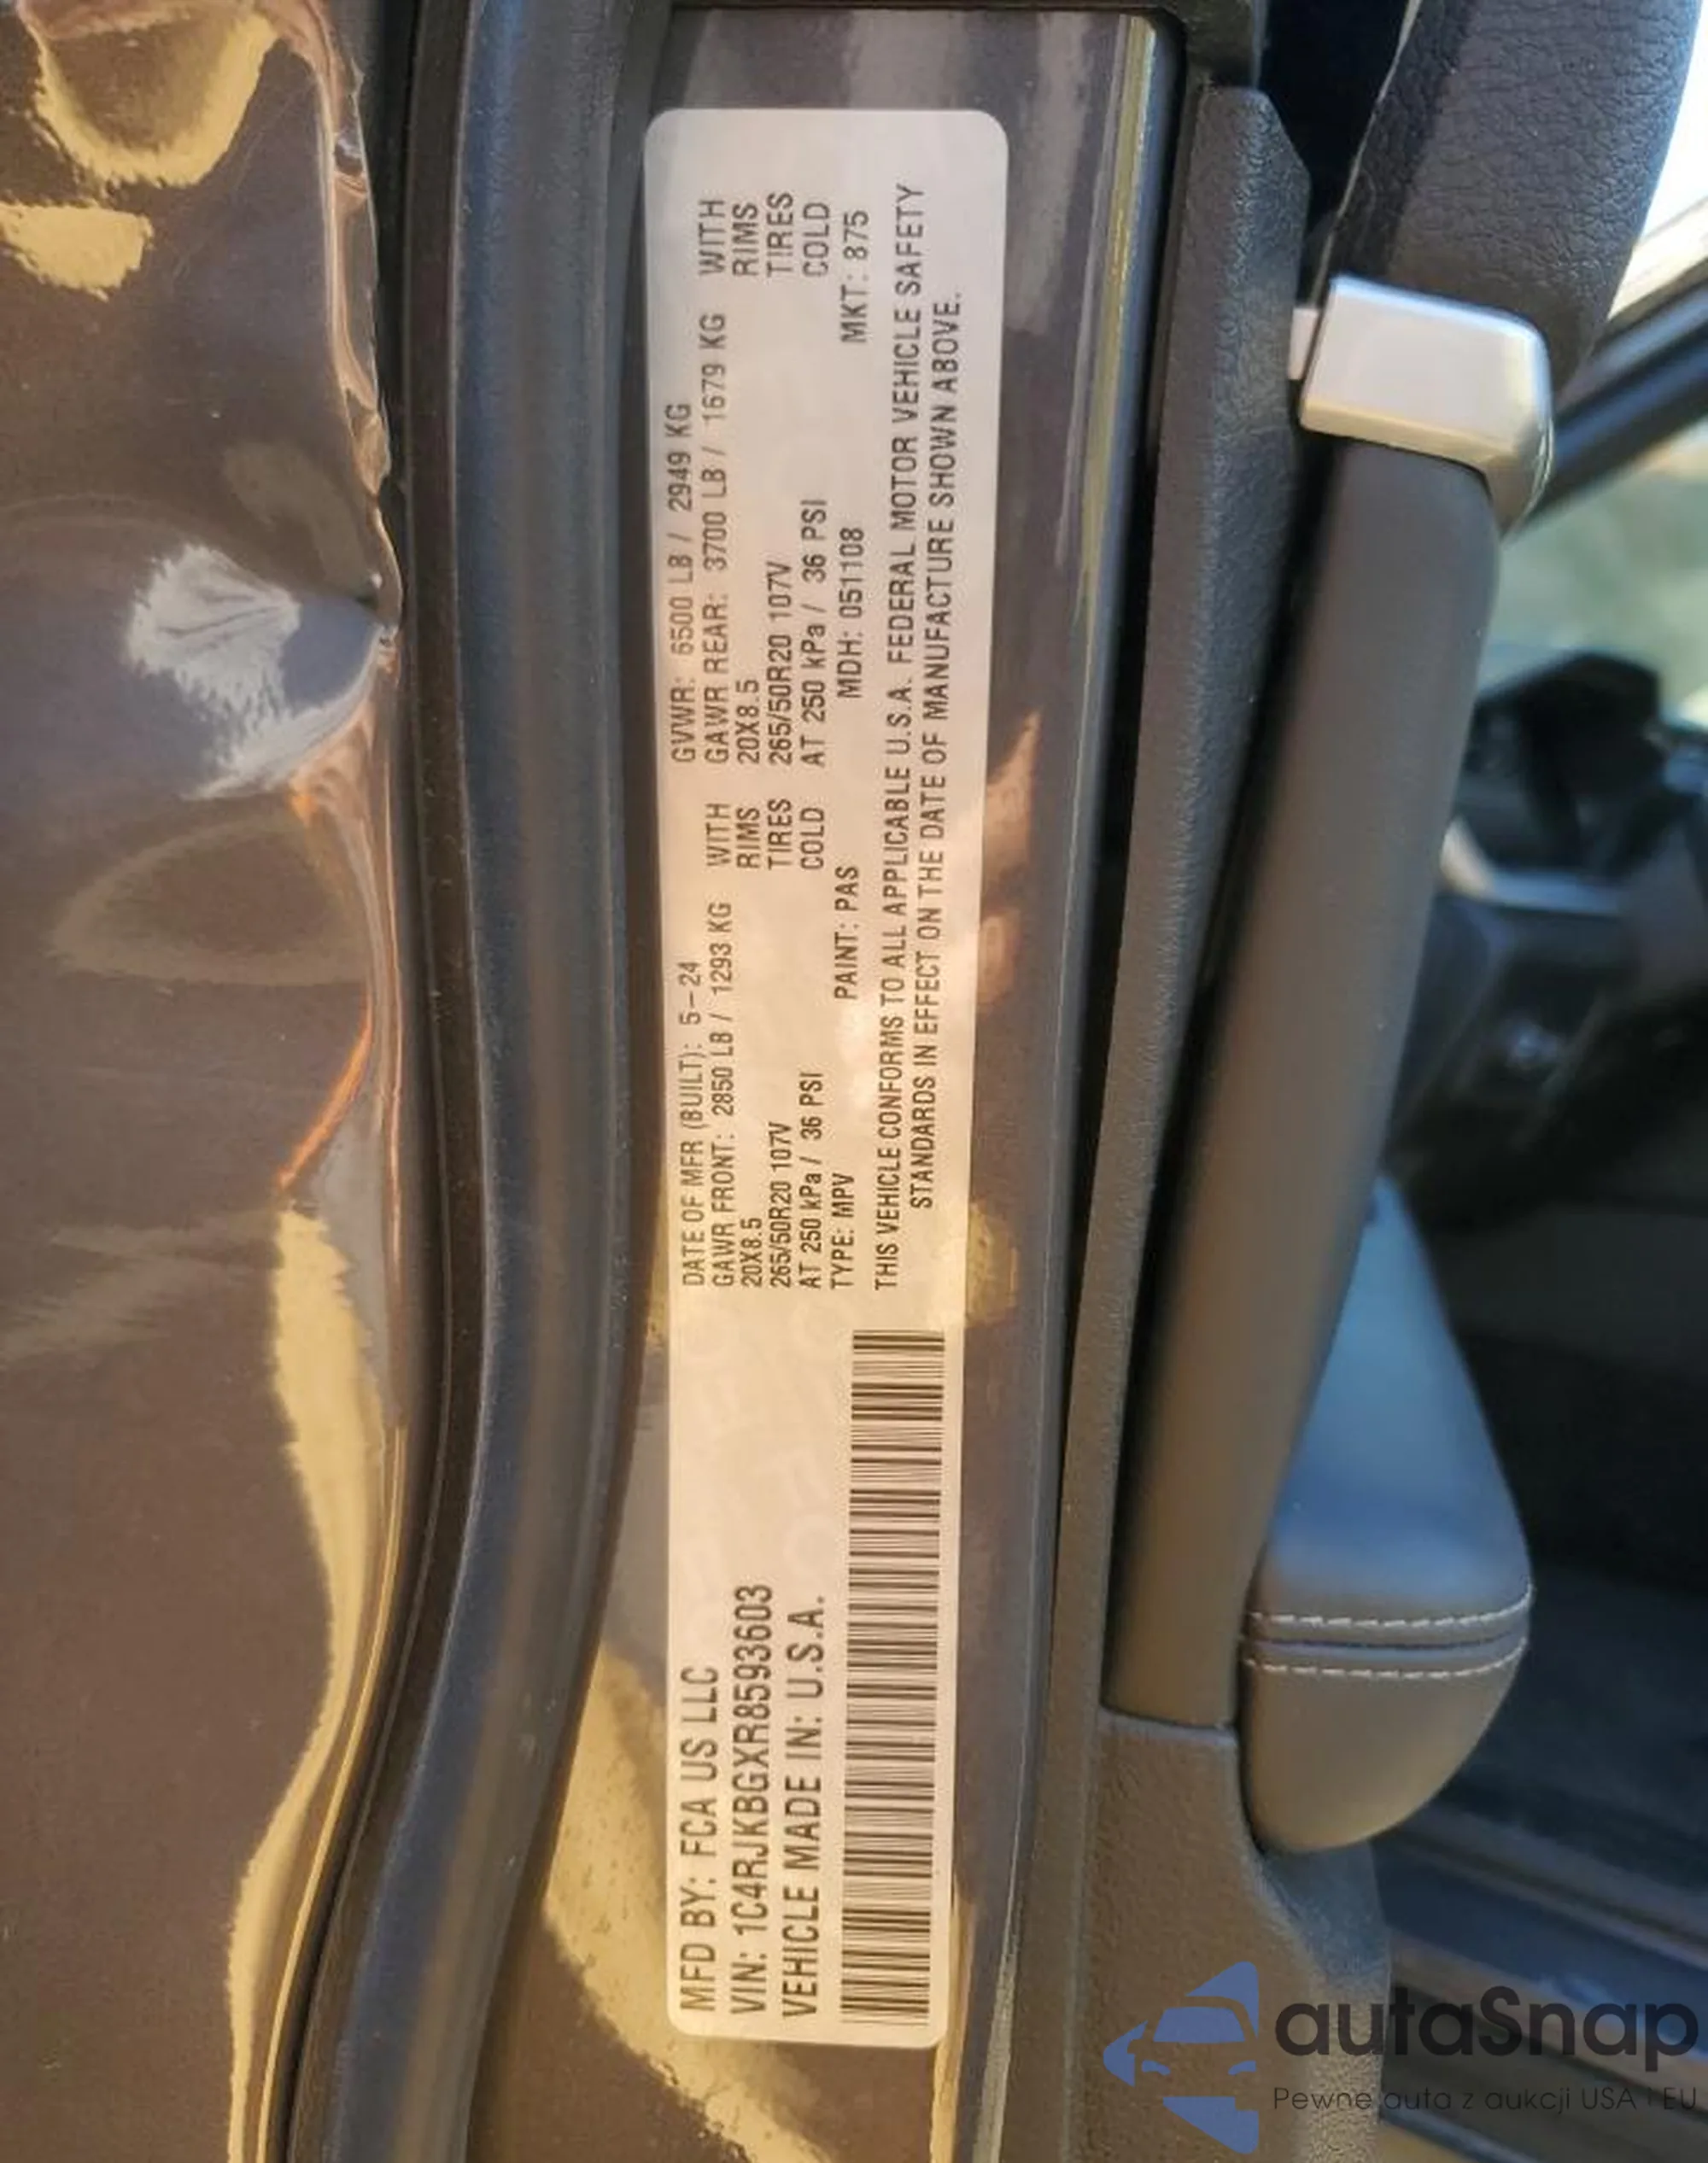 MFD BY: FCA US LLC
VIN: 1C4RJKBGXR8593603
VEHICLE MADE IN: U.S.A.
DATE OF MFR (BUILT): 5-24 GVWR: 6500 LB / 2949 KG
GAWR FRONT: 2850 LB / 1293 KG WITH GAWR REAR: 3700 LB / 1679 KG WITH
20X8.5 RIMS 20X8.5 RIMS
265/50R20 107V TIRES 265/50R20 107V TIRES
AT 250 kPa / 36 PSI COLD AT 250 kPa / 36 PSI COLD
TYPE: MPV PAINT: PAS MDH: 051108 MKT: 875
THIS VEHICLE CONFORMS TO ALL APPLICABLE U.S.A. FEDERAL MOTOR VEHICLE SAFETY
STANDARDS IN EFFECT ON THE DATE OF MANUFACTURE SHOWN ABOVE.
autaSnap
Pewne auta z aukcji USA i EU